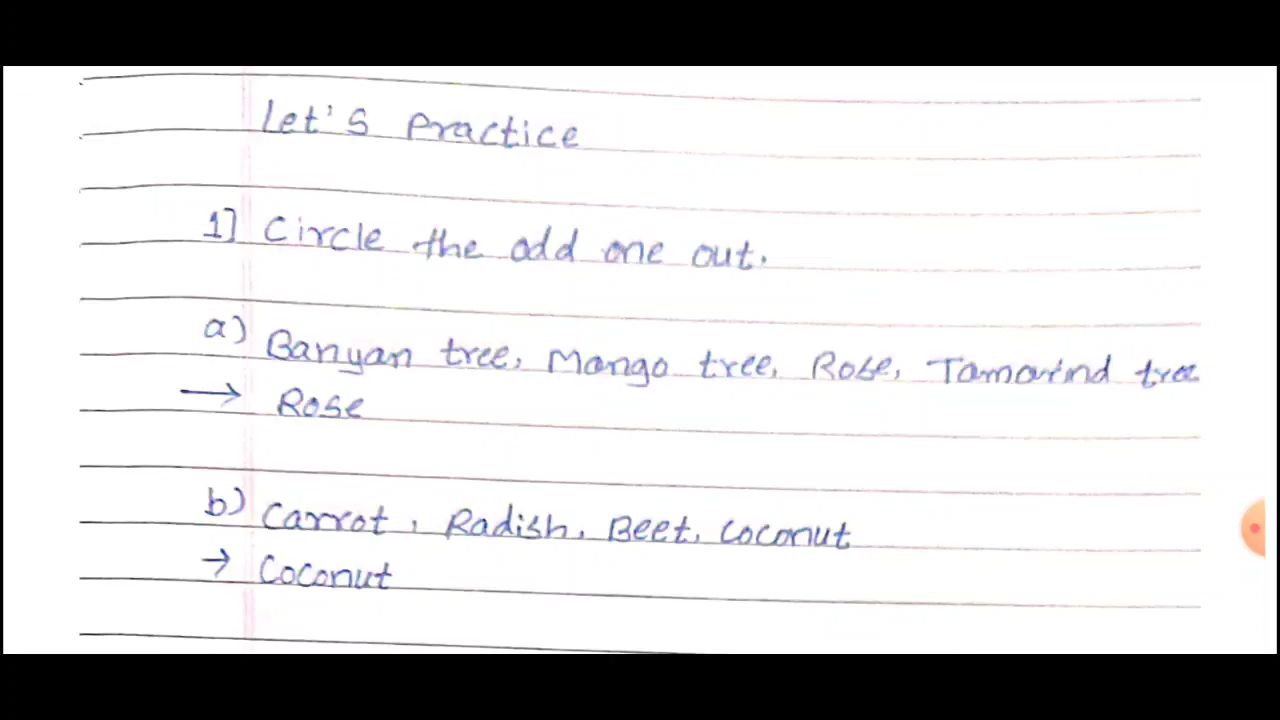 Let's Practice
1] Circle the odd one out.
a) Banyan tree, Mango tree, Rose, Tamarind tree
→ Rose
b) Carrot, Radish, Beet, Coconut
→ Coconut